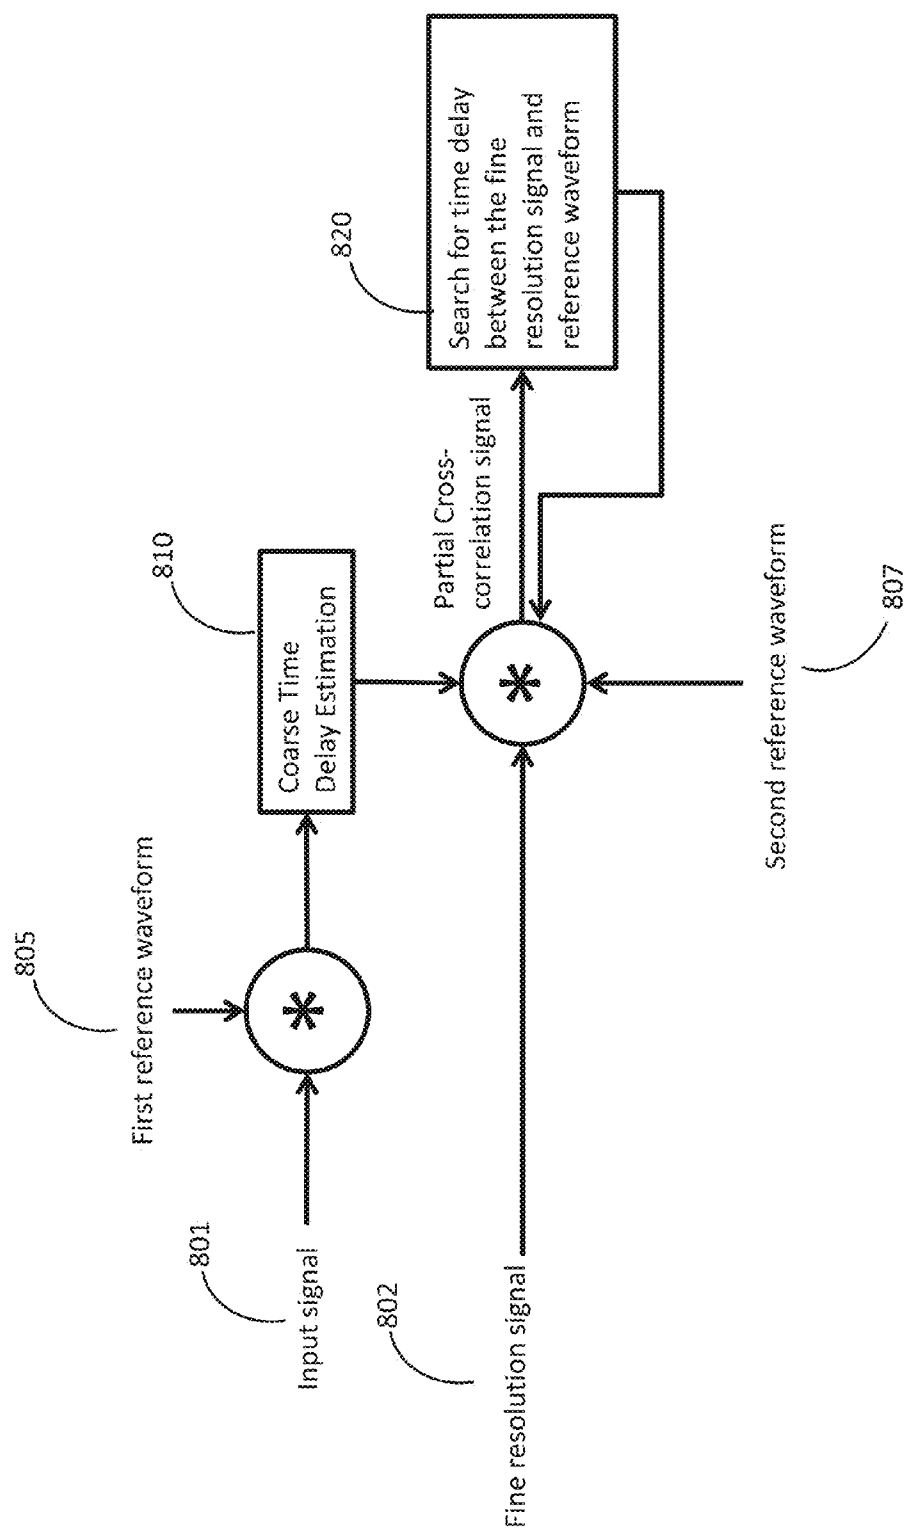 805
First reference waveform
801
Input signal
810
Coarse Time
Delay Estimation
802
Fine resolution signal
*
*
Partial Cross-
correlation signal
820
Search for time delay
between the fine
resolution signal and
reference waveform
Second reference waveform
807